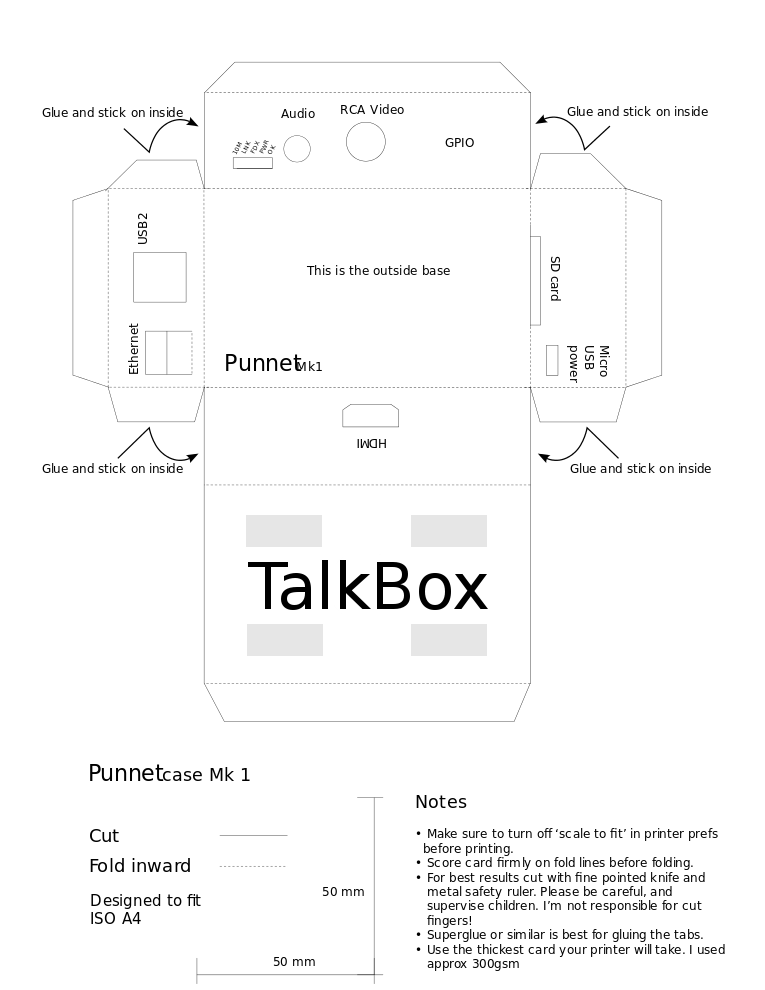 Audio
RCA Video
Glue and stick on inside
Glue and stick on inside
10M
LNK
FDX
PWR
OK
GPIO
USB2
SD card
This is the outside base
Ethernet
Micro
USB
power
Punnet Mk1
HDMI
Glue and stick on inside
Glue and stick on inside
TalkBox
Punnetcase Mk 1
Cut
Fold inward
Designed to fit
ISO A4
50 mm
50 mm
Notes
• Make sure to turn off ‘scale to fit’ in printer prefs
before printing.
• Score card firmly on fold lines before folding.
• For best results cut with fine pointed knife and
metal safety ruler. Please be careful, and
supervise children. I’m not responsible for cut
fingers!
• Superglue or similar is best for gluing the tabs.
• Use the thickest card your printer will take. I used
approx 300gsm